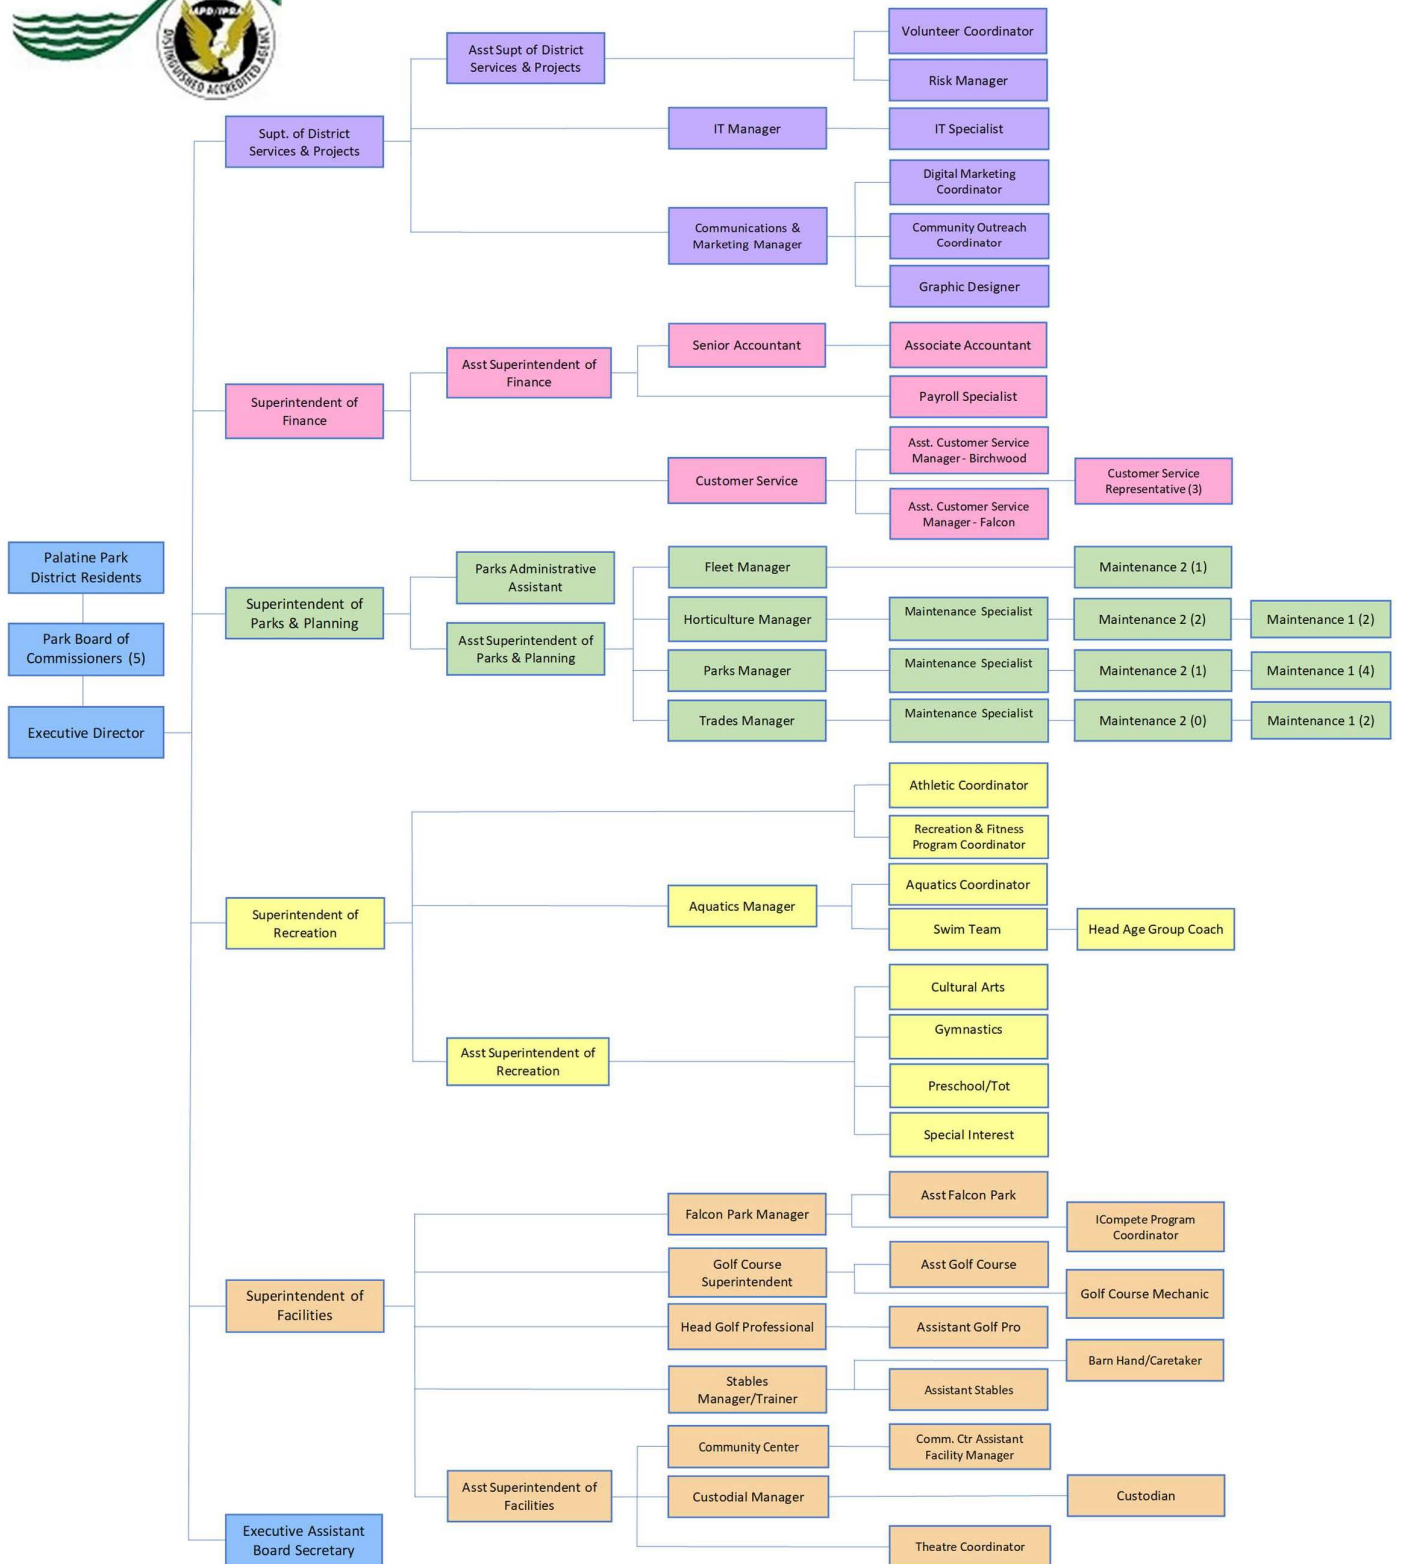 APD/IPRA
DISTINGUISHED ACCREDITED AGENCY
Asst Supt of District
Services & Projects
Volunteer Coordinator
Risk Manager
Supt. of District
Services & Projects
IT Manager
IT Specialist
Digital Marketing
Coordinator
Communications &
Marketing Manager
Community Outreach
Coordinator
Graphic Designer
Superintendent of
Finance
Asst Superintendent of
Finance
Senior Accountant
Associate Accountant
Payroll Specialist
Customer Service
Asst. Customer Service
Manager - Birchwood
Customer Service
Representative (3)
Asst. Customer Service
Manager - Falcon
Palatine Park
District Residents
Park Board of
Commissioners (5)
Executive Director
Superintendent of
Parks & Planning
Parks Administrative
Assistant
Asst Superintendent of
Parks & Planning
Fleet Manager
Maintenance 2 (1)
Horticulture Manager
Maintenance Specialist
Maintenance 2 (2)
Maintenance 1 (2)
Parks Manager
Maintenance Specialist
Maintenance 2 (1)
Maintenance 1 (4)
Trades Manager
Maintenance Specialist
Maintenance 2 (0)
Maintenance 1 (2)
Superintendent of
Recreation
Athletic Coordinator
Recreation & Fitness
Program Coordinator
Aquatics Manager
Aquatics Coordinator
Swim Team
Head Age Group Coach
Asst Superintendent of
Recreation
Cultural Arts
Gymnastics
Preschool/Tot
Special Interest
Superintendent of
Facilities
Falcon Park Manager
Asst Falcon Park
ICompete Program
Coordinator
Golf Course
Superintendent
Asst Golf Course
Golf Course Mechanic
Head Golf Professional
Assistant Golf Pro
Stables
Manager/Trainer
Barn Hand/Caretaker
Assistant Stables
Asst Superintendent of
Facilities
Community Center
Comm. Ctr Assistant
Facility Manager
Custodial Manager
Custodian
Theatre Coordinator
Executive Assistant
Board Secretary